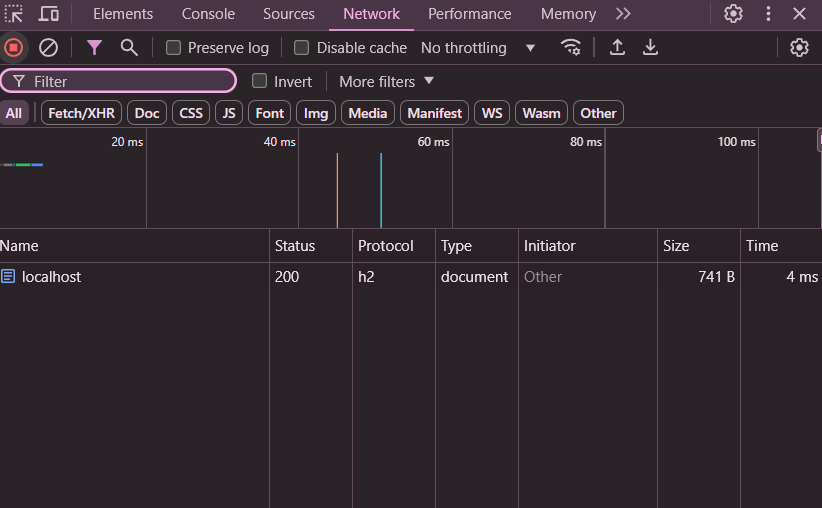 Elements Console Sources Network Performance Memory
Preserve log Disable cache No throttling
Filter Invert More filters
All Fetch/XHR Doc CSS JS Font Img Media Manifest WS Wasm Other
20 ms 40 ms 60 ms 80 ms 100 ms
Name Status Protocol Type Initiator Size Time
localhost 200 h2 document Other 741 B 4 ms